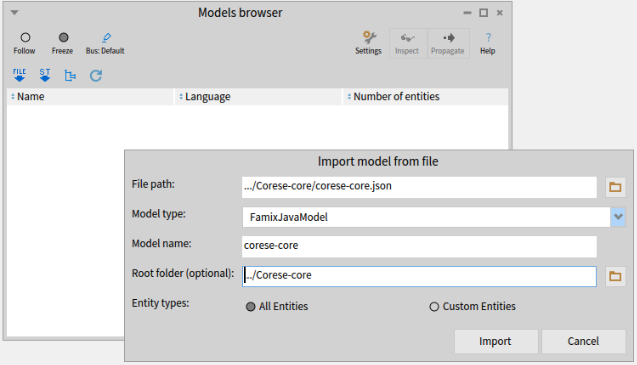 Models browser
Follow Freeze Bus: Default Settings Inspect Propagate ? Help
FILE ST
Name Language Number of entities
Import model from file
File path: .../Corese-core/corese-core.json
Model type: FamixJavaModel
Model name: corese-core
Root folder (optional): .../Corese-core
Entity types: All Entities Custom Entities
Import Cancel